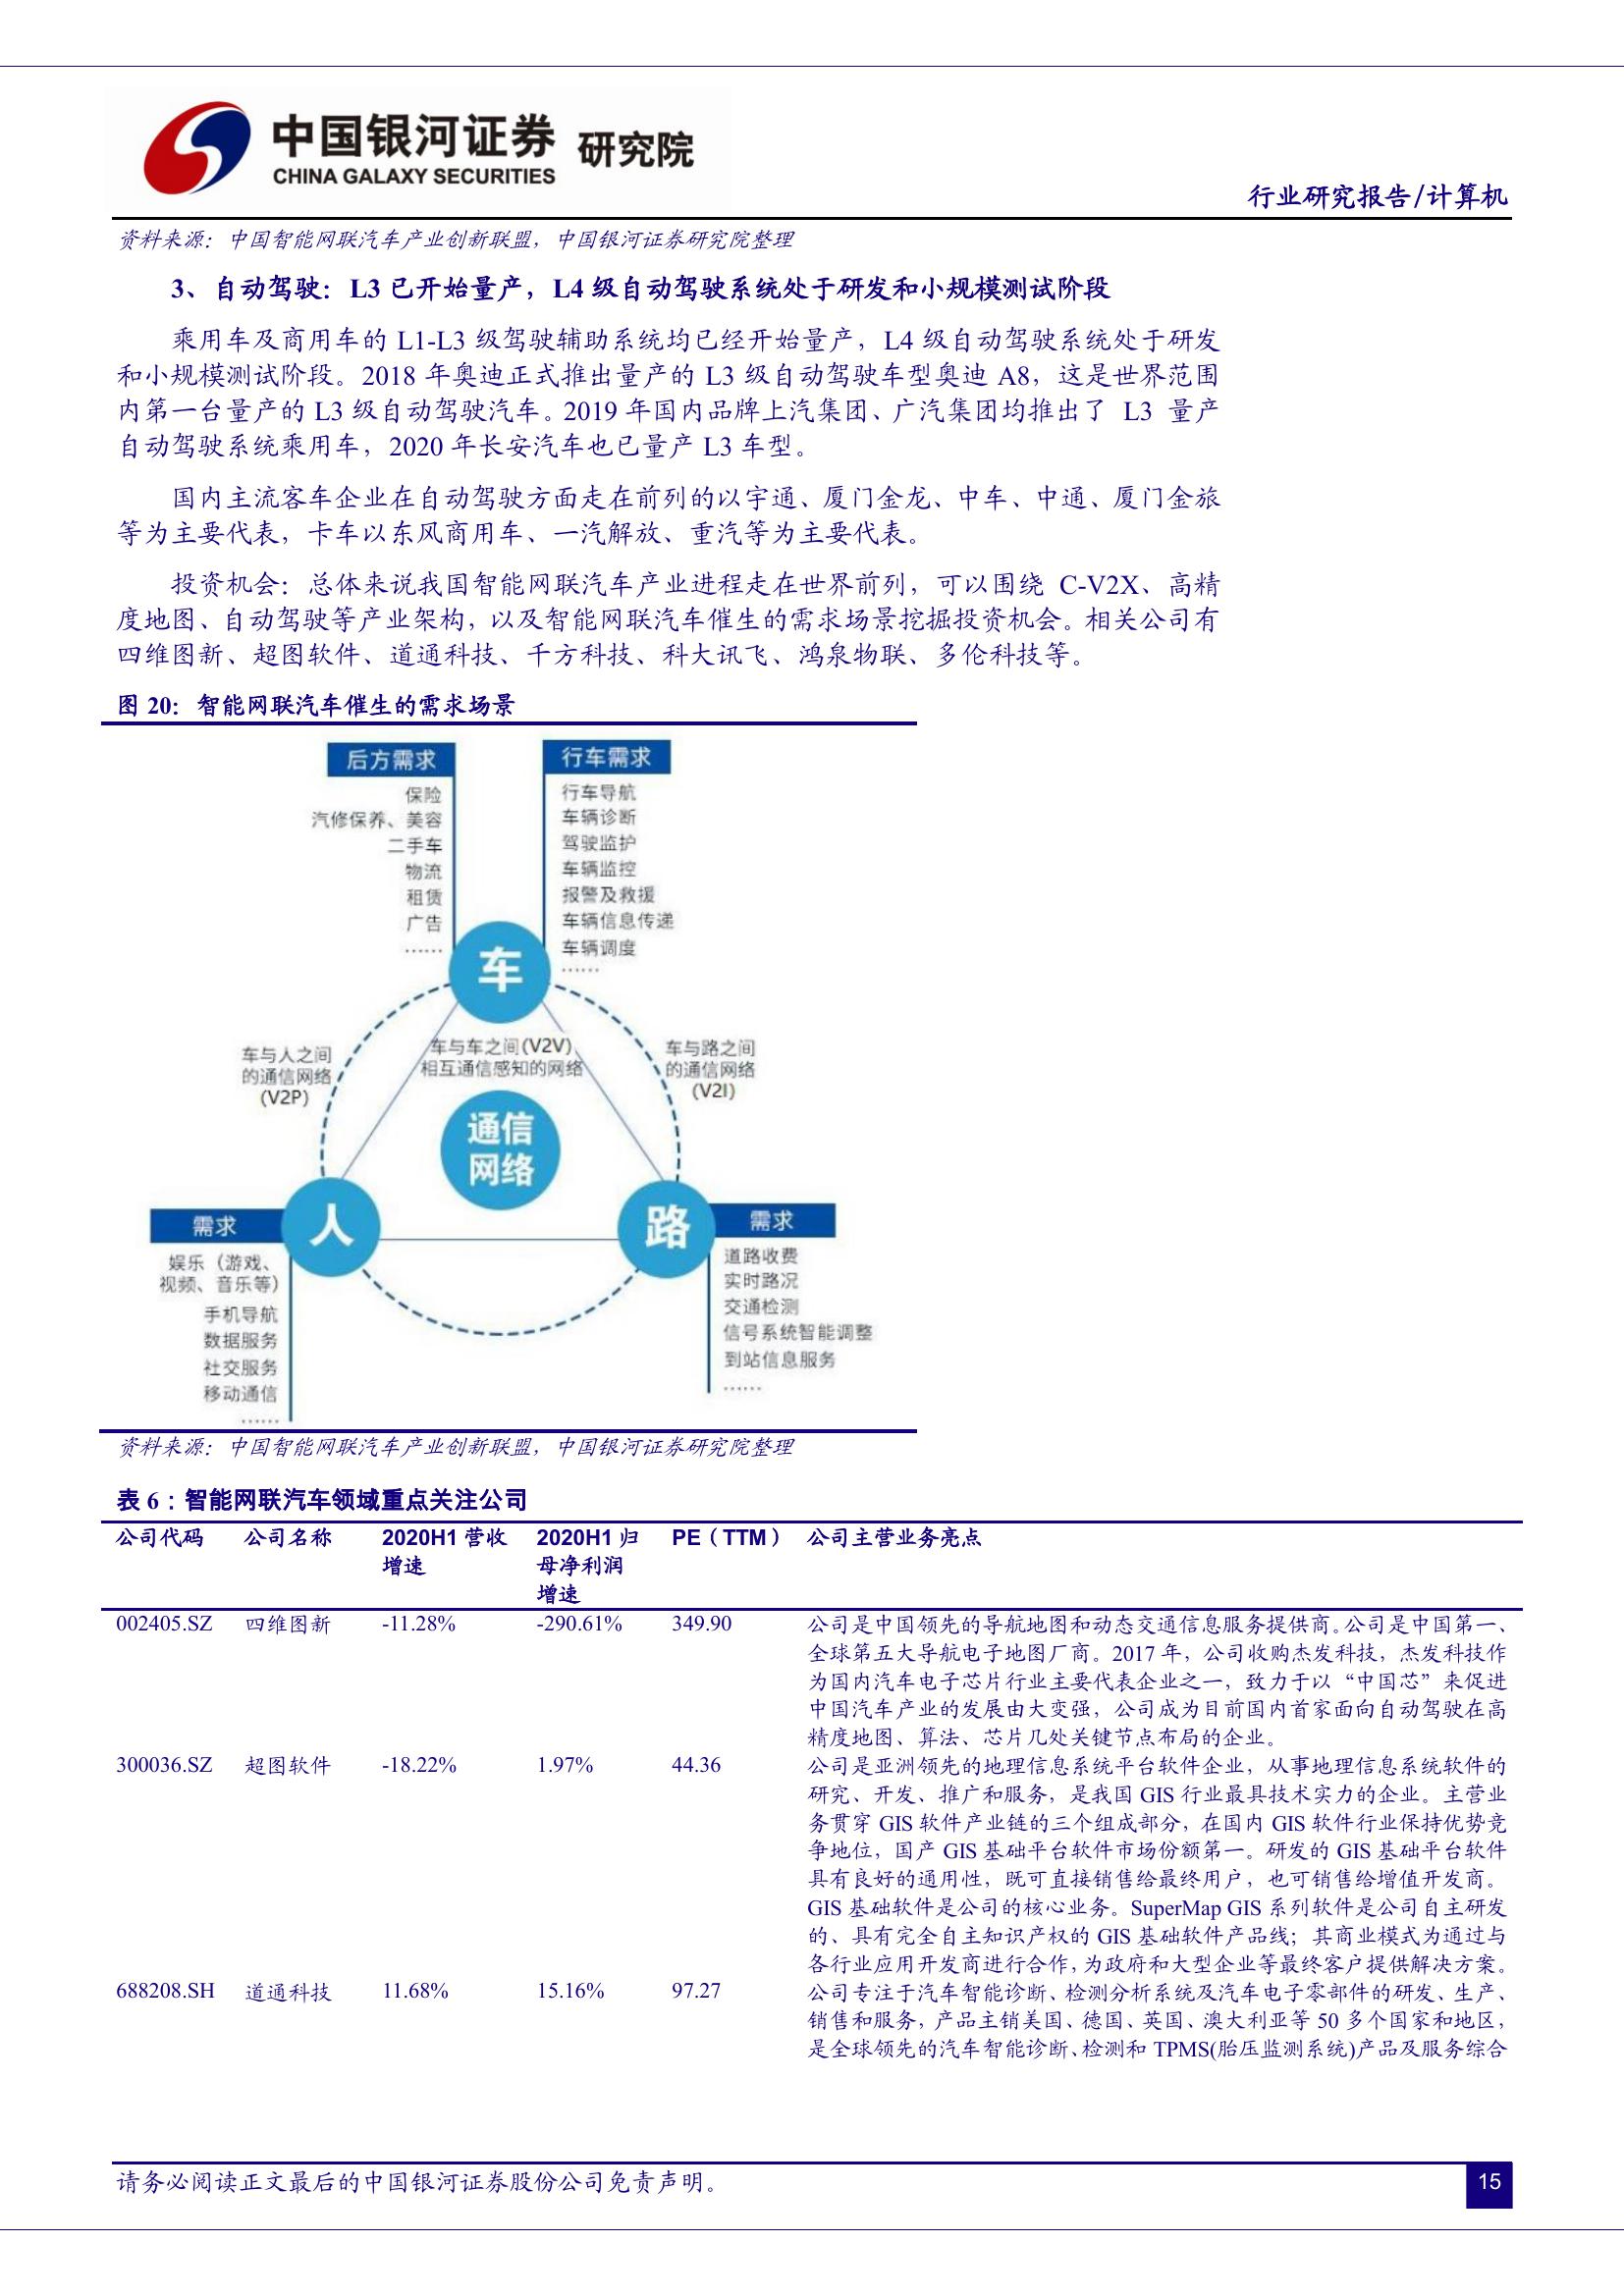 中国银河证券 研究院
CHINA GALAXY SECURITIES
行业研究报告/计算机
资料来源：中国智能网联汽车产业创新联盟，中国银河证券研究院整理
3、自动驾驶：L3 已开始量产，L4 级自动驾驶系统处于研发和小规模测试阶段
乘用车及商用车的 L1-L3 级驾驶辅助系统均已经开始量产，L4 级自动驾驶系统处于研发
和小规模测试阶段。2018 年奥迪正式推出量产的 L3 级自动驾驶车型奥迪 A8，这是世界范围
内第一台量产的 L3 级自动驾驶汽车。2019 年国内品牌上汽集团、广汽集团均推出了 L3 量产
自动驾驶系统乘用车，2020 年长安汽车也已量产 L3 车型。
国内主流客车企业在自动驾驶方面走在前列的以宇通、厦门金龙、中车、中通、厦门金旅
等为主要代表，卡车以东风商用车、一汽解放、重汽等为主要代表。
投资机会：总体来说我国智能网联汽车产业进程走在世界前列，可以围绕 C-V2X、高精
度地图、自动驾驶等产业架构，以及智能网联汽车催生的需求场景挖掘投资机会。相关公司有
四维图新、超图软件、道通科技、千方科技、科大讯飞、鸿泉物联、多伦科技等。
图 20：智能网联汽车催生的需求场景
后方需求
保险
汽修保养、美容
二手车
物流
租赁
广告
……
行车需求
行车导航
车辆诊断
驾驶监护
车辆监控
报警及救援
车辆信息传递
车辆调度
……
车
车与人之间
的通信网络
(V2P)
车与车之间(V2V)
相互通信感知的网络
车与路之间
的通信网络
(V2I)
通信
网络
人
路
需求
娱乐（游戏、
视频、音乐等）
手机导航
数据服务
社交服务
移动通信
……
需求
道路收费
实时路况
交通检测
信号系统智能调整
到站信息服务
……
资料来源：中国智能网联汽车产业创新联盟，中国银河证券研究院整理
表 6：智能网联汽车领域重点关注公司
公司代码 公司名称 2020H1 营收 2020H1 归 PE（TTM） 公司主营业务亮点
增速 母净利润
增速
002405.SZ 四维图新 -11.28% -290.61% 349.90 公司是中国领先的导航地图和动态交通信息服务提供商。公司是中国第一、
全球第五大导航电子地图厂商。2017 年，公司收购杰发科技，杰发科技作
为国内汽车电子芯片行业主要代表企业之一，致力于以“中国芯”来促进
中国汽车产业的发展由大变强，公司成为目前国内首家面向自动驾驶在高
精度地图、算法、芯片几处关键节点布局的企业。
300036.SZ 超图软件 -18.22% 1.97% 44.36 公司是亚洲领先的地理信息系统平台软件企业，从事地理信息系统软件的
研究、开发、推广和服务，是我国 GIS 行业最具技术实力的企业。主营业
务贯穿 GIS 软件产业链的三个组成部分，在国内 GIS 软件行业保持优势竞
争地位，国产 GIS 基础平台软件市场份额第一。研发的 GIS 基础平台软件
具有良好的通用性，既可直接销售给最终用户，也可销售给增值开发商。
GIS 基础软件是公司的核心业务。SuperMap GIS 系列软件是公司自主研发
的、具有完全自主知识产权的 GIS 基础软件产品线；其商业模式为通过与
各行业应用开发商进行合作，为政府和大型企业等最终客户提供解决方案。
688208.SH 道通科技 11.68% 15.16% 97.27 公司专注于汽车智能诊断、检测分析系统及汽车电子零部件的研发、生产、
销售和服务，产品主销美国、德国、英国、澳大利亚等 50 多个国家和地区，
是全球领先的汽车智能诊断、检测和 TPMS(胎压监测系统)产品及服务综合
请务必阅读正文最后的中国银河证券股份公司免责声明。
15